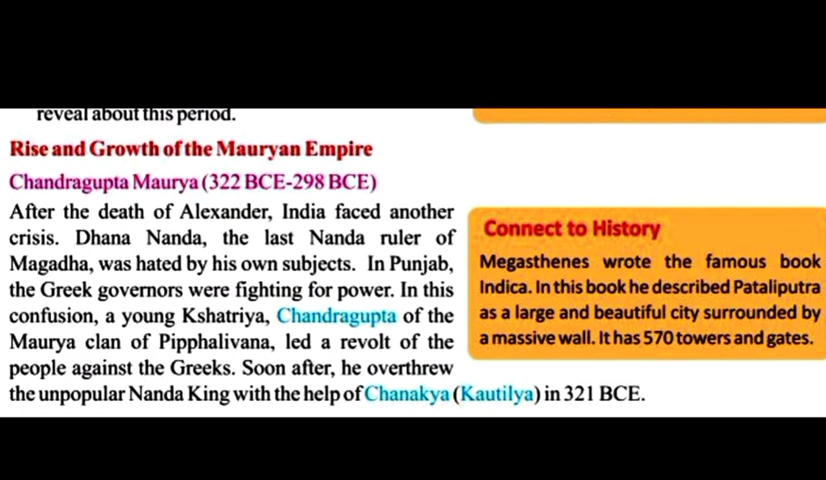 reveal about this period.
Rise and Growth of the Mauryan Empire
Chandragupta Maurya (322 BCE-298 BCE)
After the death of Alexander, India faced another
crisis. Dhana Nanda, the last Nanda ruler of
Magadha, was hated by his own subjects. In Punjab,
the Greek governors were fighting for power. In this
confusion, a young Kshatriya, Chandragupta of the
Maurya clan of Pipphalivana, led a revolt of the
people against the Greeks. Soon after, he overthrew
the unpopular Nanda King with the help of Chanakya (Kautilya) in 321 BCE.
Connect to History
Megasthenes wrote the famous book
Indica. In this book he described Pataliputra
as a large and beautiful city surrounded by
a massive wall. It has 570 towers and gates.